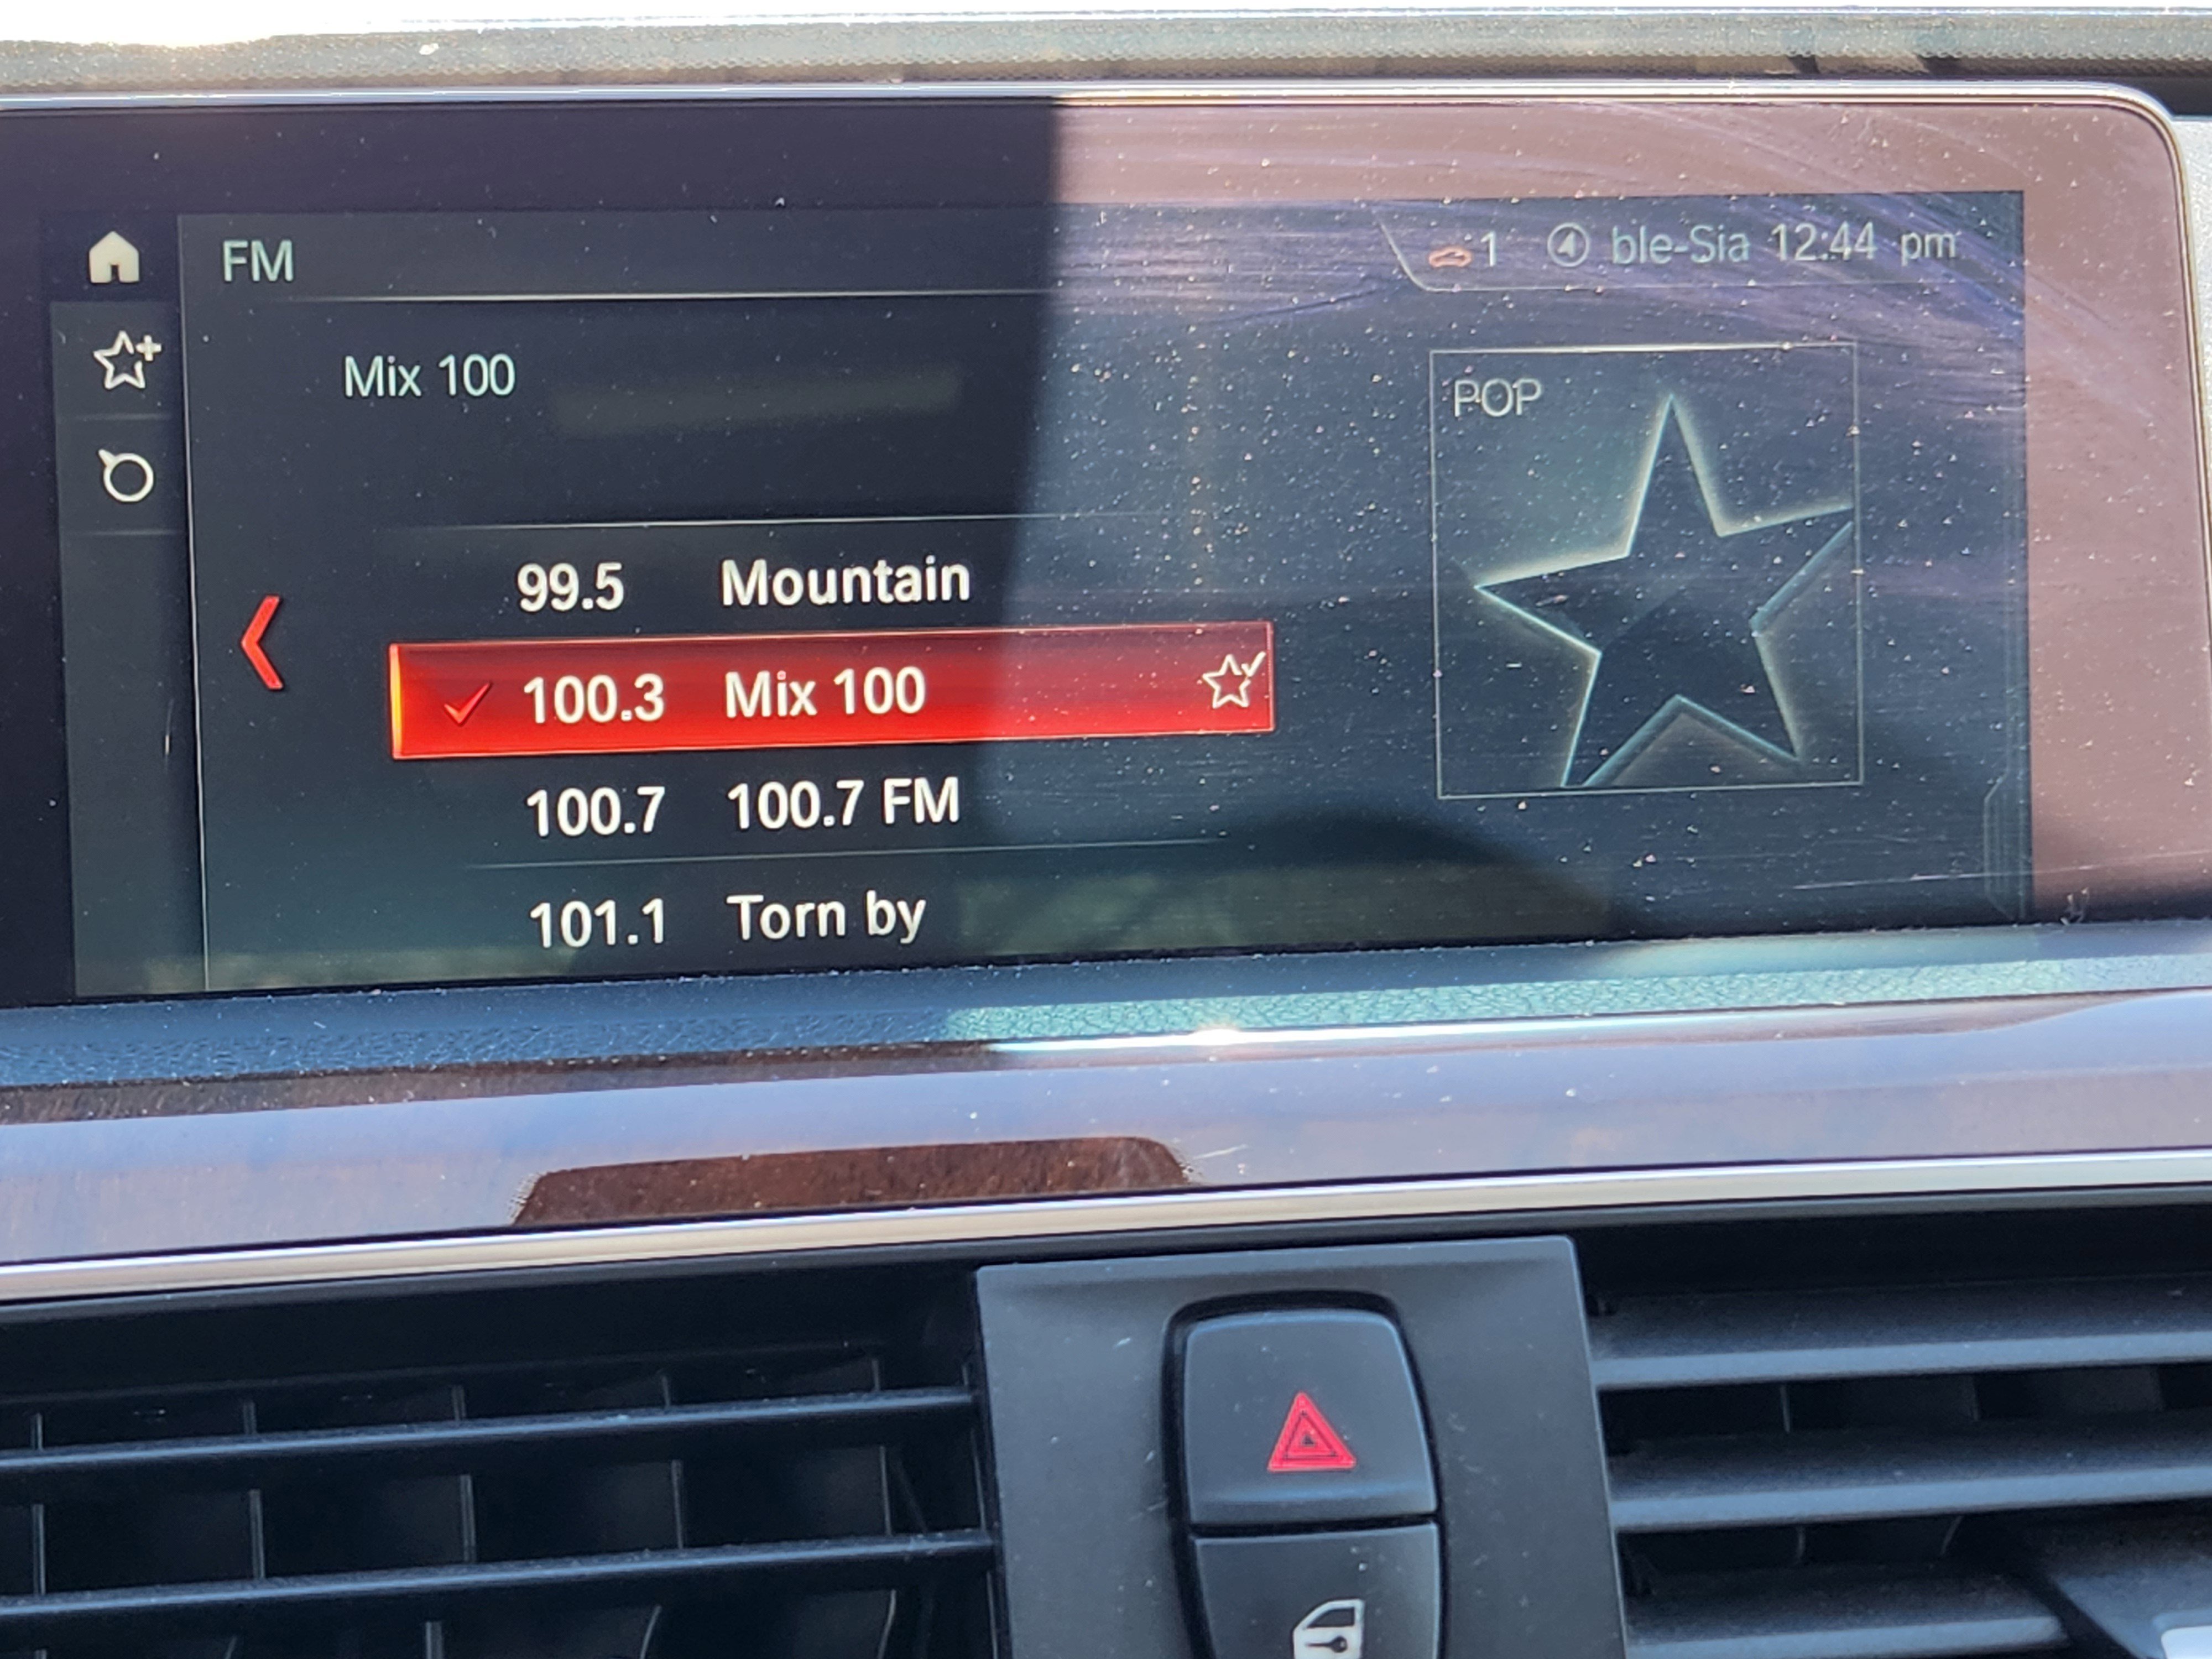 FM
1 4 ble-Sia 12:44 pm
Mix 100
POP
99.5 Mountain
100.3 Mix 100
100.7 100.7 FM
101.1 Torn by